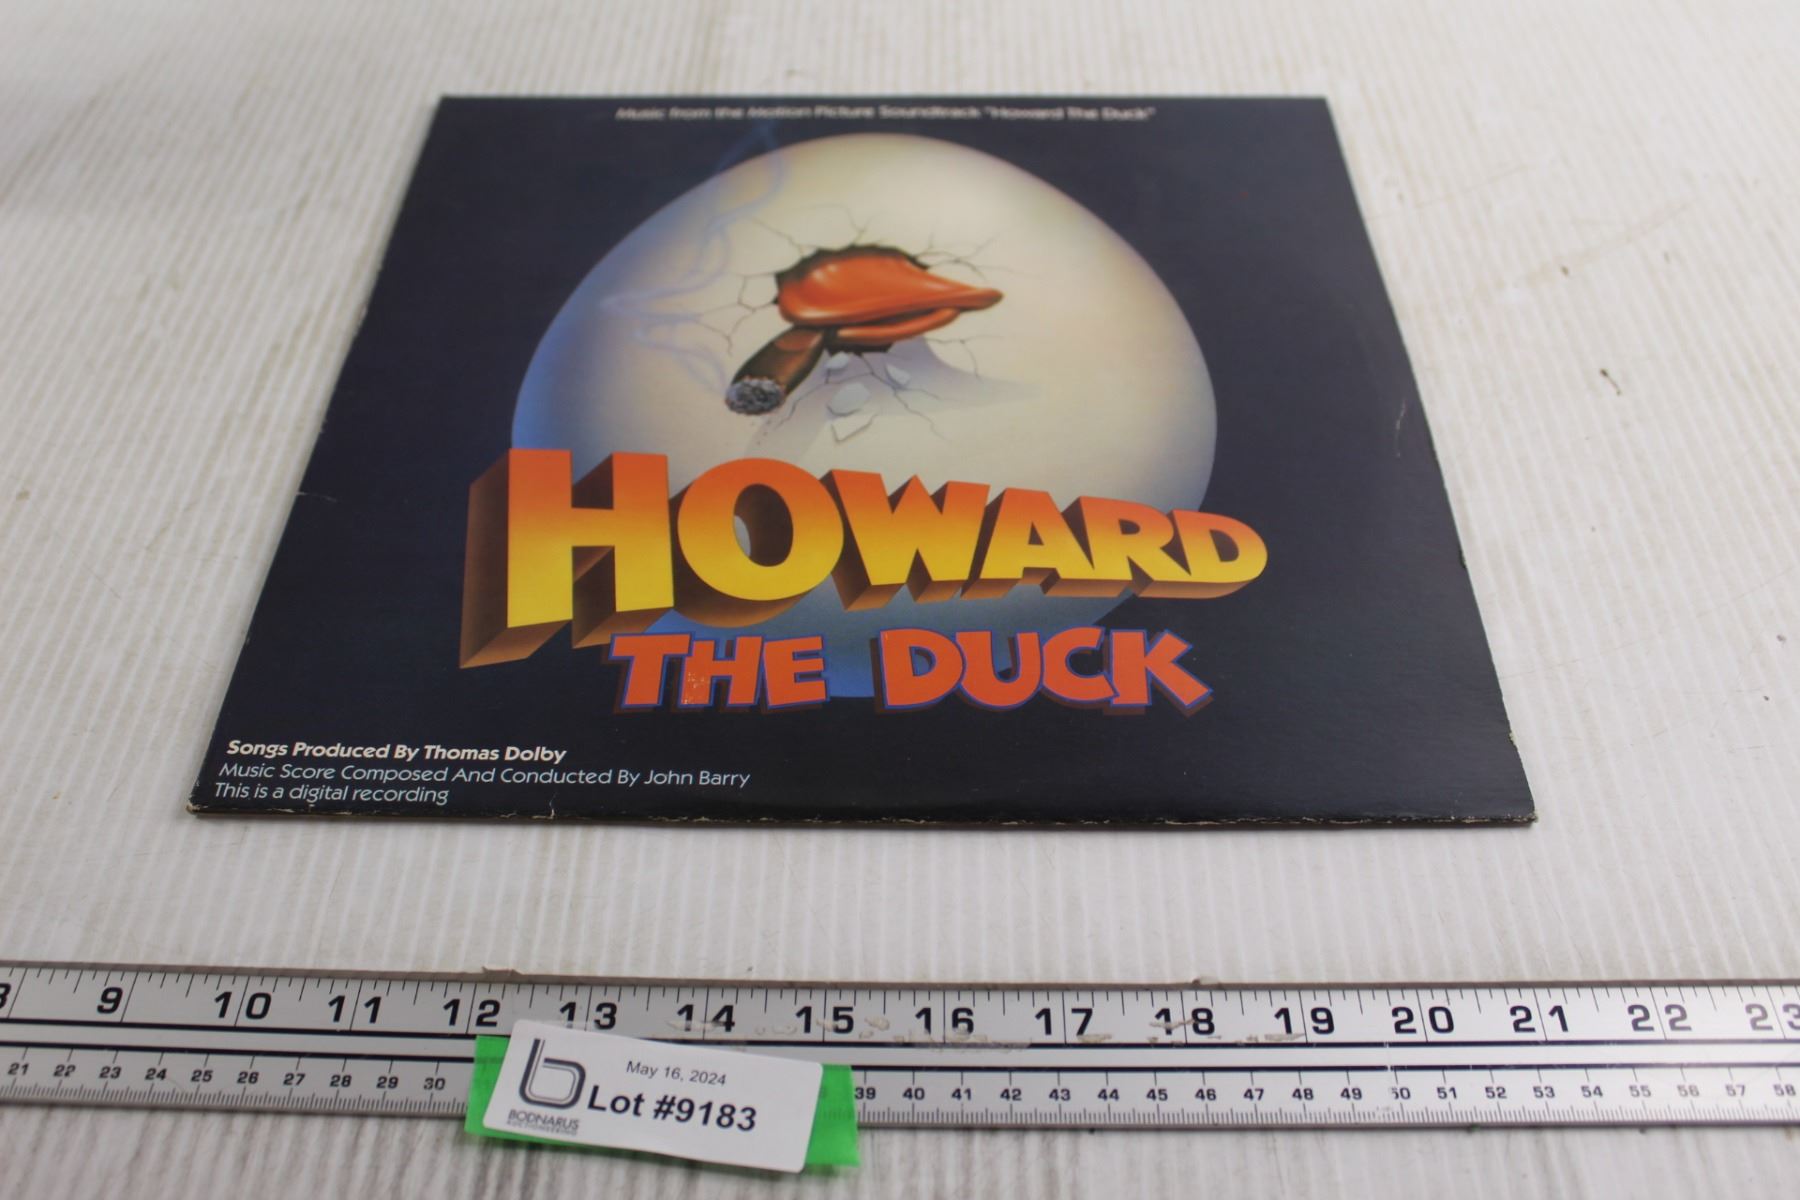 Music from the Motion Picture Soundtrack "Howard The Duck"
HOWARD
THE DUCK
Songs Produced By Thomas Dolby
Music Score Composed And Conducted By John Barry
This is a digital recording
8 9 10 11 12 13 14 15 16 17 18 19 20 21 22 23
21 22 23 24 25 26 27 28 29 30 39 40 41 42 43 44 45 46 47 48 49 50 51 52 53 54 55 56 57 58
May 16, 2024
Lot #9183
BODNARUS
AUCTIONEERING